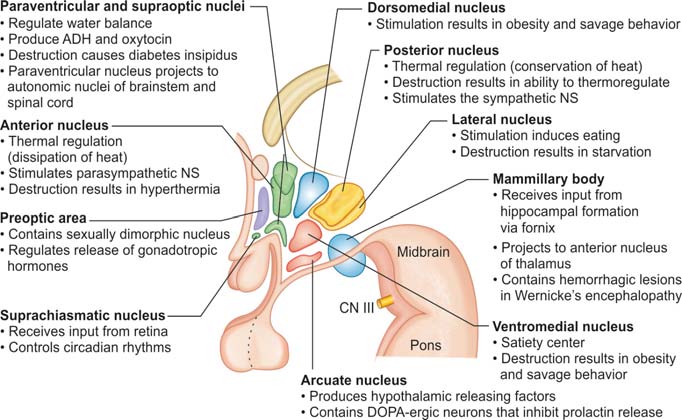 Paraventricular and supraoptic nuclei
• Regulate water balance
• Produce ADH and oxytocin
• Destruction causes diabetes insipidus
• Paraventricular nucleus projects to
autonomic nuclei of brainstem and
spinal cord
Anterior nucleus
• Thermal regulation
(dissipation of heat)
• Stimulates parasympathetic NS
• Destruction results in hyperthermia
Preoptic area
• Contains sexually dimorphic nucleus
• Regulates release of gonadotropic
hormones
Suprachiasmatic nucleus
• Receives input from retina
• Controls circadian rhythms
Dorsomedial nucleus
• Stimulation results in obesity and savage behavior
Posterior nucleus
• Thermal regulation (conservation of heat)
• Destruction results in ability to thermoregulate
• Stimulates the sympathetic NS
Lateral nucleus
• Stimulation induces eating
• Destruction results in starvation
Mammillary body
• Receives input from
hippocampal formation
via fornix
• Projects to anterior nucleus
of thalamus
• Contains hemorrhagic lesions
in Wernicke's encephalopathy
Midbrain
CN III
Pons
Ventromedial nucleus
• Satiety center
• Destruction results in obesity
and savage behavior
Arcuate nucleus
• Produces hypothalamic releasing factors
• Contains DOPA-ergic neurons that inhibit prolactin release